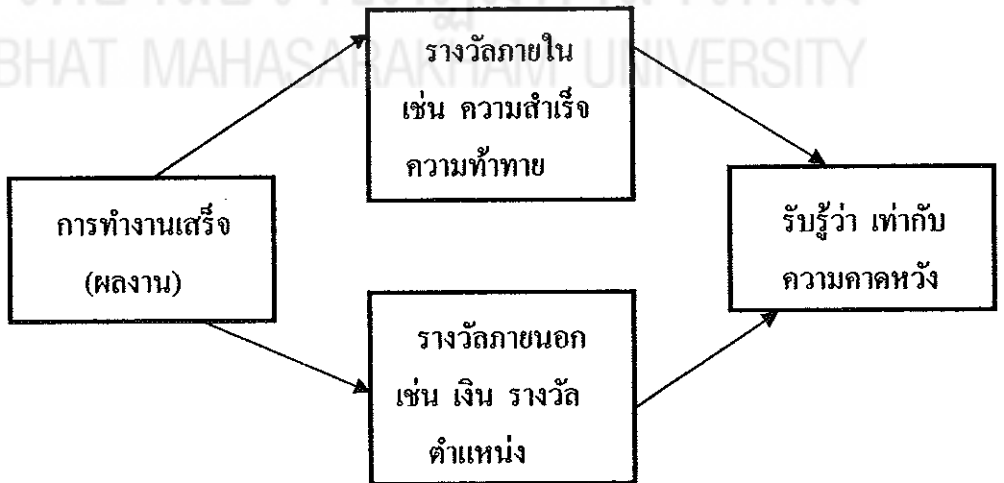 BHAT MAHASARAKHAM UNIVERSITY
รางวัลภายใน
เช่น ความสำเร็จ
ความท้าทาย
การทำงานเสร็จ
(ผลงาน)
รับรู้ว่า เท่ากับ
ความคาดหวัง
รางวัลภายนอก
เช่น เงิน รางวัล
ตำแหน่ง